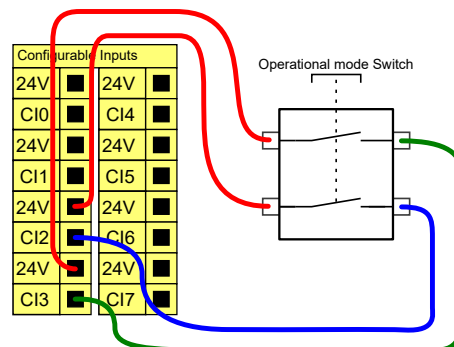 Configurable Inputs
Operational mode Switch
24V 24V
CI0 CI4
24V 24V
CI1 CI5
24V 24V
CI2 CI6
24V 24V
CI3 CI7